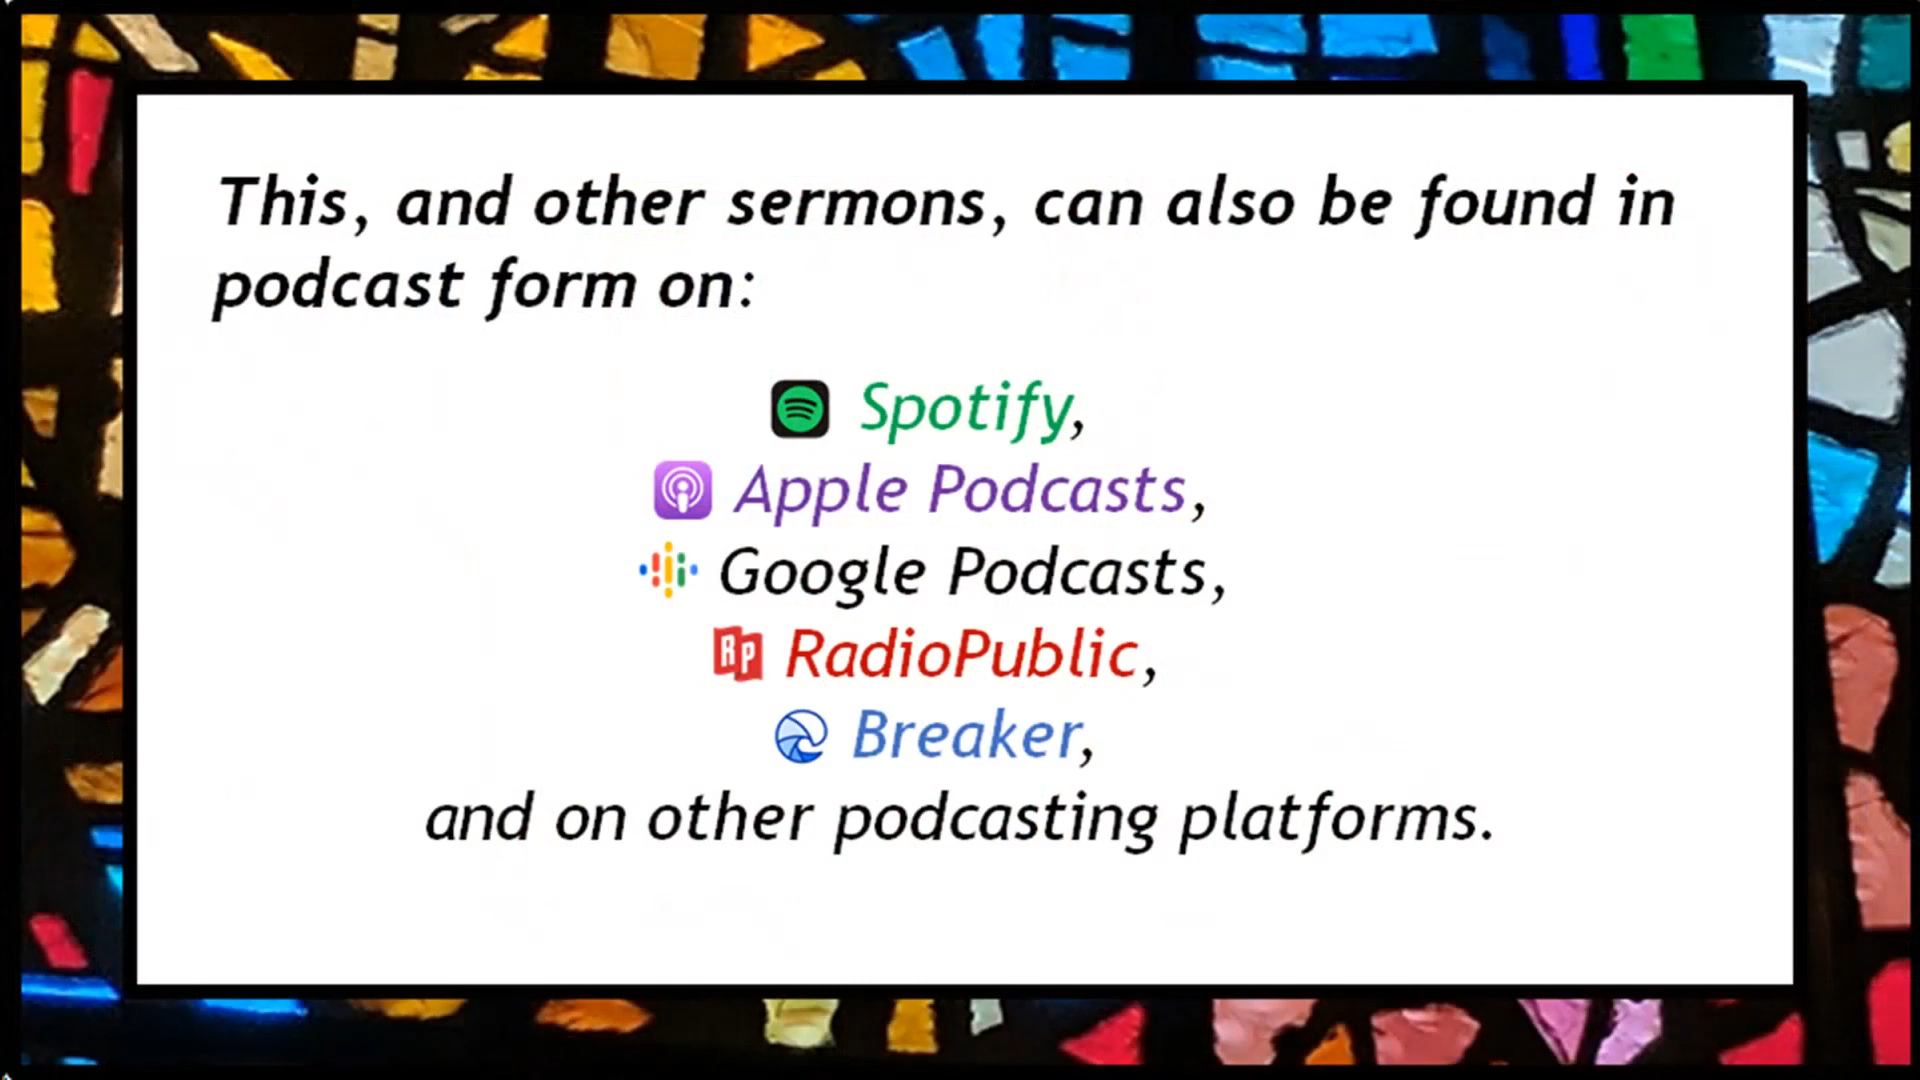 This, and other sermons, can also be found in
podcast form on:
Spotify,
Apple Podcasts,
Google Podcasts,
RP RadioPublic,
Breaker,
and on other podcasting platforms.